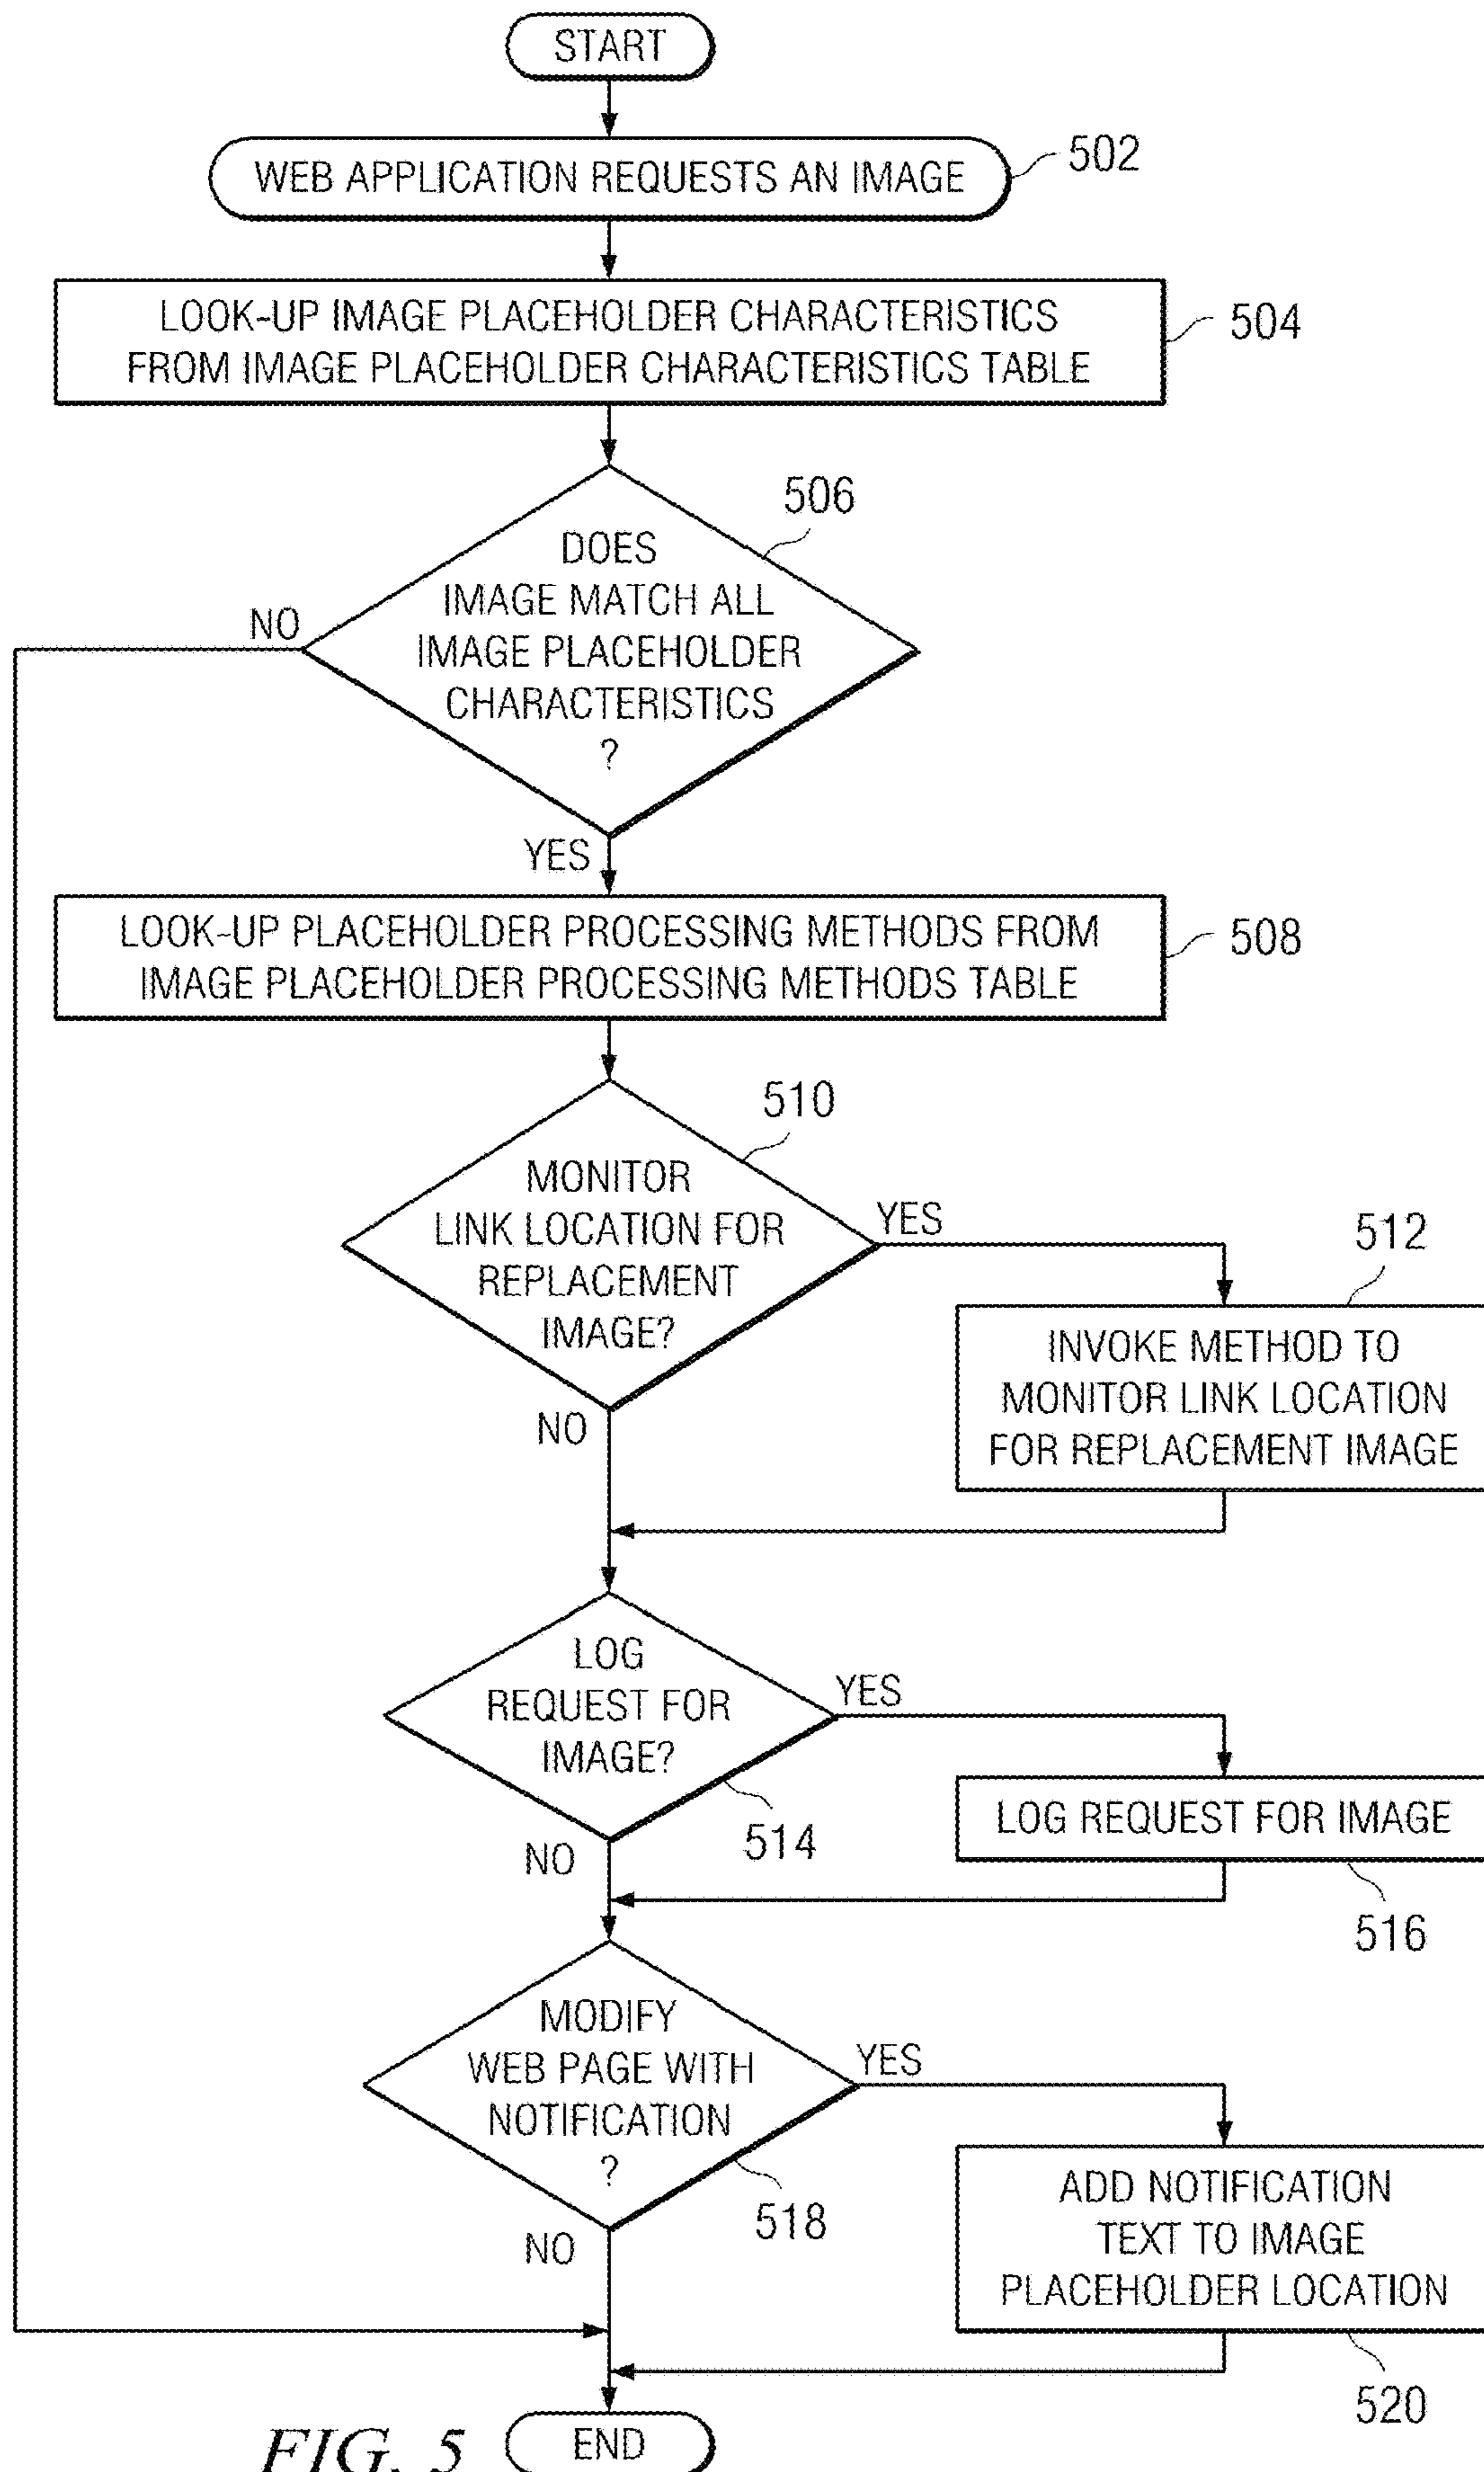 START
WEB APPLICATION REQUESTS AN IMAGE
502
LOOK-UP IMAGE PLACEHOLDER CHARACTERISTICS
FROM IMAGE PLACEHOLDER CHARACTERISTICS TABLE
504
506
DOES
IMAGE MATCH ALL
IMAGE PLACEHOLDER
CHARACTERISTICS
?
NO
YES
LOOK-UP PLACEHOLDER PROCESSING METHODS FROM
IMAGE PLACEHOLDER PROCESSING METHODS TABLE
508
510
MONITOR
LINK LOCATION FOR
REPLACEMENT
IMAGE?
YES
NO
512
INVOKE METHOD TO
MONITOR LINK LOCATION
FOR REPLACEMENT IMAGE
LOG
REQUEST FOR
IMAGE?
YES
514
NO
LOG REQUEST FOR IMAGE
516
MODIFY
WEB PAGE WITH
NOTIFICATION
?
YES
518
NO
ADD NOTIFICATION
TEXT TO IMAGE
PLACEHOLDER LOCATION
520
FIG. 5
END